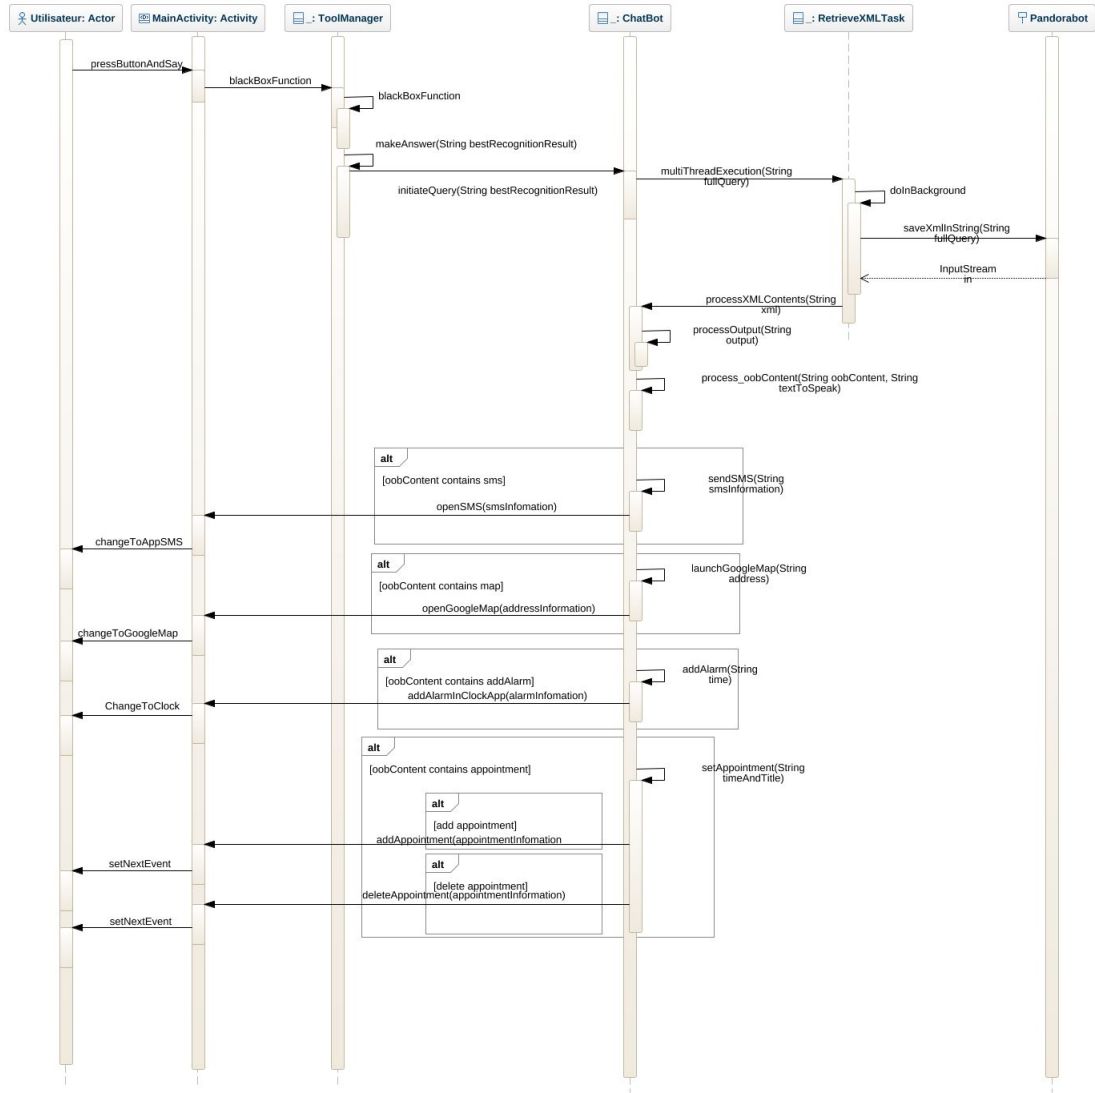 Utilisateur: Actor
MainActivity: Activity
_: ToolManager
_: ChatBot
_: RetrieveXMLTask
Pandorabot
pressButtonAndSay
blackBoxFunction
blackBoxFunction
makeAnswer(String bestRecognitionResult)
initiateQuery(String bestRecognitionResult)
multiThreadExecution(String
fullQuery)
doInBackground
saveXmlInString(String
fullQuery)
InputStream
in
processXMLContents(String
xml)
processOutput(String
output)
process_oobContent(String oobContent, String
textToSpeak)
alt
[oobContent contains sms]
sendSMS(String
smsInformation)
openSMS(smsInfomation)
changeToAppSMS
alt
[oobContent contains map]
launchGoogleMap(String
address)
openGoogleMap(addressInformation)
changeToGoogleMap
alt
[oobContent contains addAlarm]
addAlarm(String
time)
addAlarmInClockApp(alarmInfomation)
ChangeToClock
alt
[oobContent contains appointment]
setAppointment(String
timeAndTitle)
alt
[add appointment]
addAppointment(appointmentInfomation
setNextEvent
alt
[delete appointment]
deleteAppointment(appointmentInformation)
setNextEvent